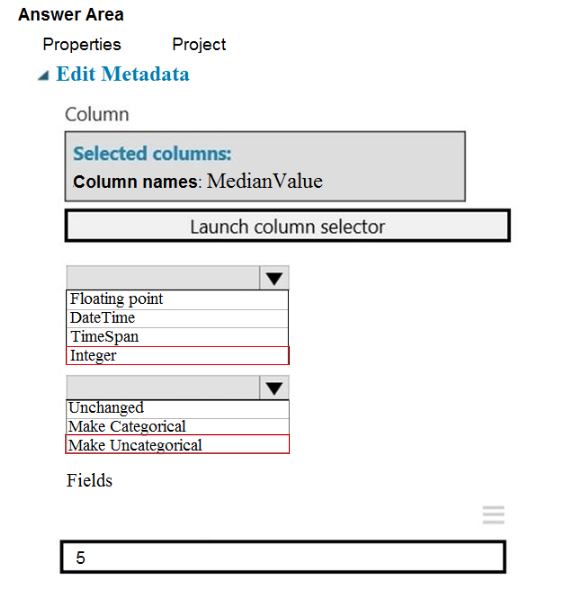 Answer Area
Properties Project
Edit Metadata
Column
Selected columns:
Column names: MedianValue
Launch column selector
Floating point
DateTime
TimeSpan
Integer
Unchanged
Make Categorical
Make Uncategorical
Fields
5